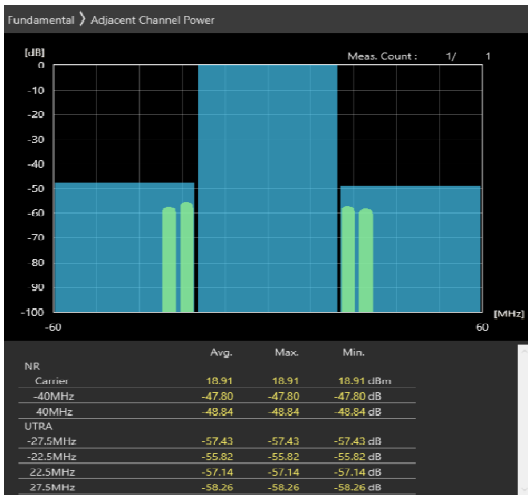 Fundamental ❯ Adjacent Channel Power
[dB]
Meas. Count : 1/ 1
0
-10
-20
-30
-40
-50
-60
-70
-80
-90
-100
[MHz]
-60 60
Avg. Max. Min.
NR
Carrier 18.91 18.91 18.91 dBm
-40MHz -47.80 -47.80 -47.80 dB
40MHz -48.84 -48.84 -48.84 dB
UTRA
-27.5MHz -57.43 -57.43 -57.43 dB
-22.5MHz -55.82 -55.82 -55.82 dB
22.5MHz -57.14 -57.14 -57.14 dB
27.5MHz -58.26 -58.26 -58.26 dB